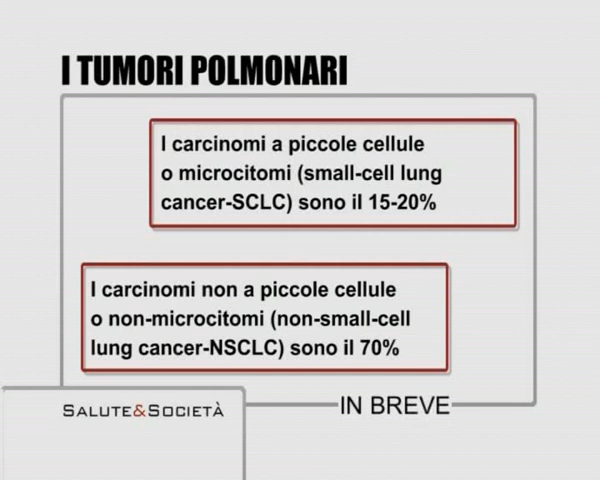 I TUMORI POLMONARI
I carcinomi a piccole cellule
o microcitomi (small-cell lung
cancer-SCLC) sono il 15-20%
I carcinomi non a piccole cellule
o non-microcitomi (non-small-cell
lung cancer-NSCLC) sono il 70%
IN BREVE
SALUTE&SOCIETÀ